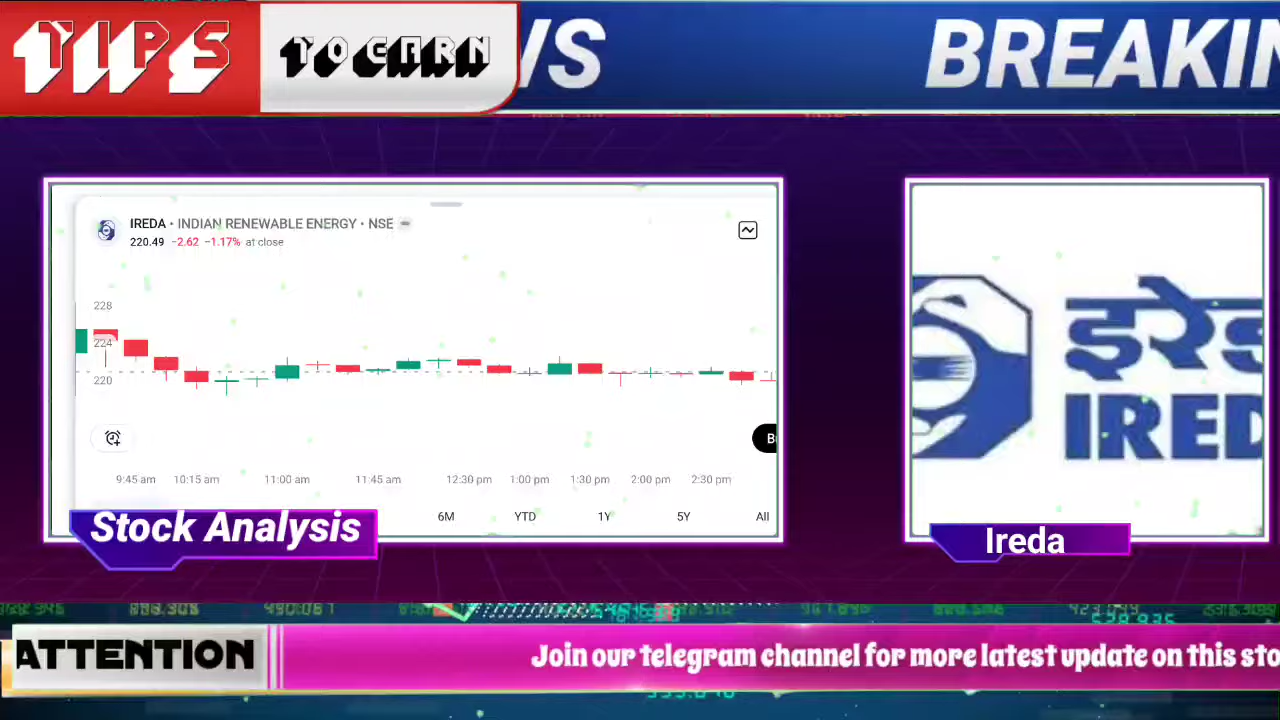 TIPS
TO EARN
WS
BREAKIN
IREDA • INDIAN RENEWABLE ENERGY • NSE
220.49 −2.62 −1.17% at close
228
224
220
9:45 am 10:15 am 11:00 am 11:45 am 12:30 pm 1:00 pm 1:30 pm 2:00 pm 2:30 pm
6M YTD 1Y 5Y All
Stock Analysis
इरेड
IRED
Ireda
ATTENTION
Join our telegram channel for more latest update on this sto